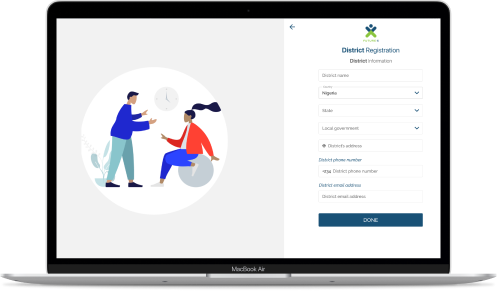 District Registration
District Information
District name
Nigeria
State
Local government
District's address
District phone number
+234 District phone number
District email address
District email address
DONE
MacBook Air